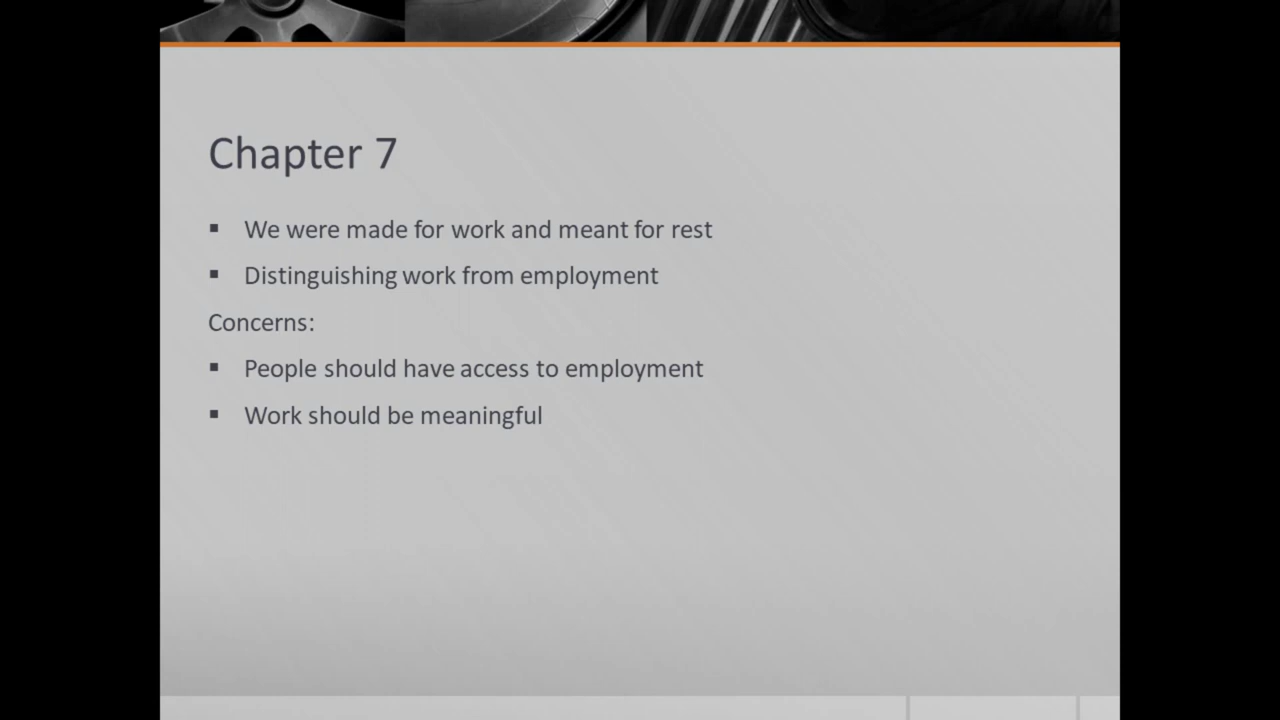 Chapter 7
▪ We were made for work and meant for rest
▪ Distinguishing work from employment
Concerns:
▪ People should have access to employment
▪ Work should be meaningful